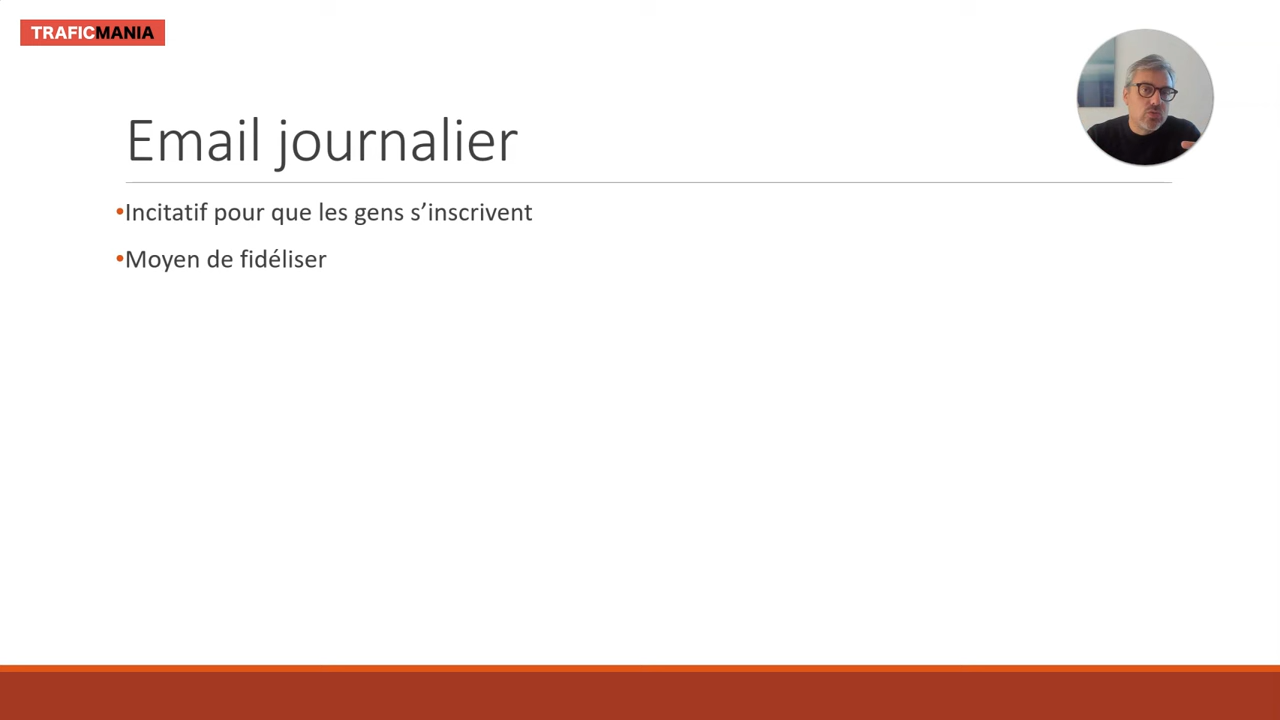 TRAFICMANIA
Email journalier
•Incitatif pour que les gens s’inscrivent
•Moyen de fidéliser